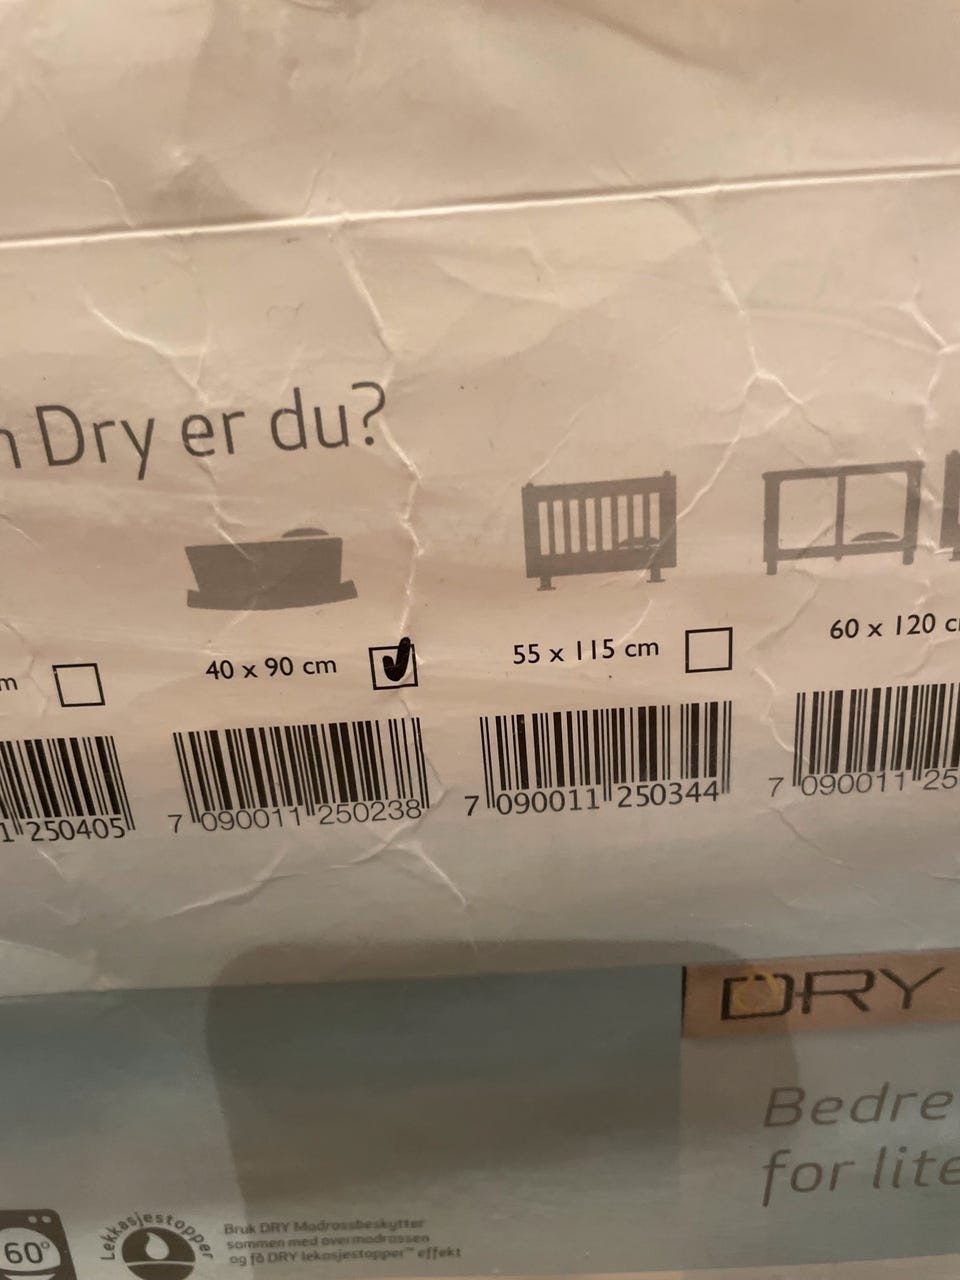 Dry er du?
40 x 90 cm
55 x 115 cm
60 x 120
250405
7 090011 250238
7 090011 250344
7 090011 25
DRY
Bedre
for lite
60°
Lekkasjestopper
Bruk DRY Madrassbeskytter
sammen med overmadrassen
og få DRY lekasjestopper™ effekt